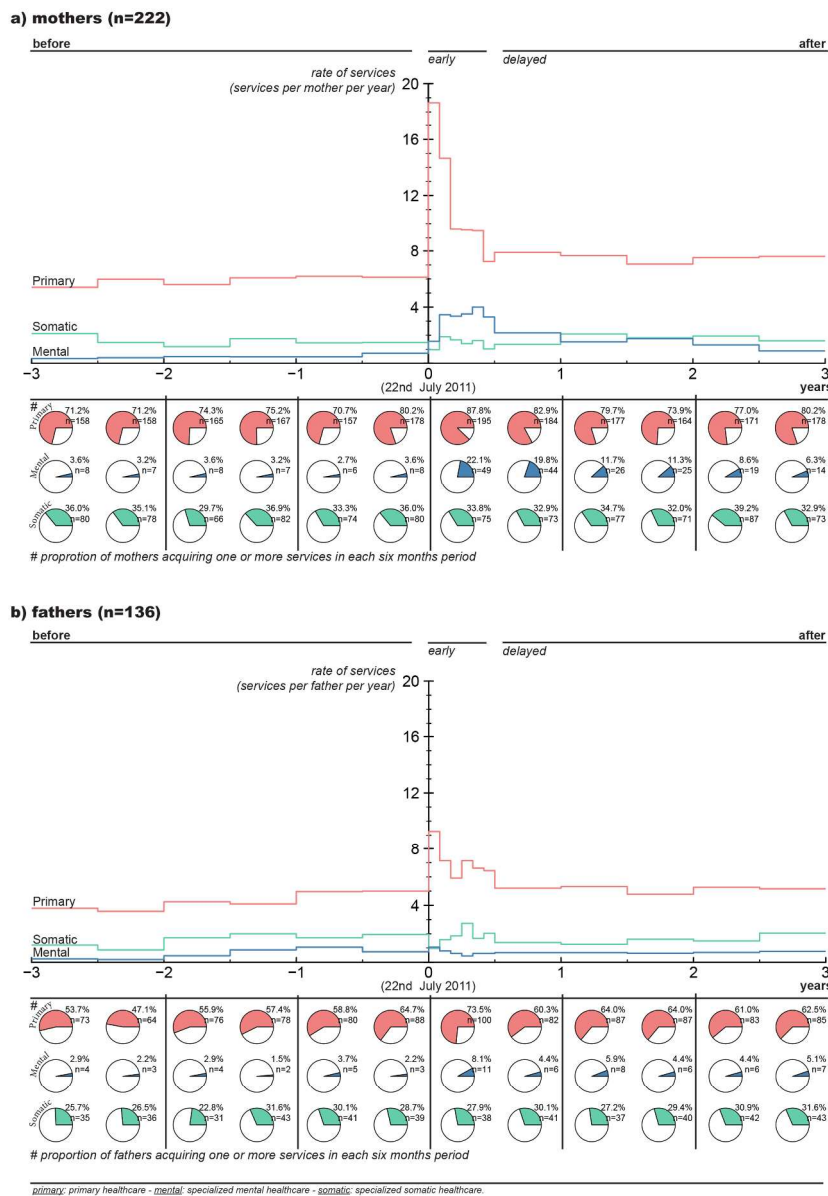 a) mothers (n=222)
before after
early delayed
rate of services
(services per mother per year)
20
16
12
8
Primary
4
Somatic
Mental
−3 −2 −1 0 1 2 3
(22nd July 2011) years
#
Primary
71.2% 71.2% 74.3% 75.2% 70.7% 80.2% 87.8% 82.9% 79.7% 73.9% 77.0% 80.2%
n=158 n=158 n=165 n=167 n=157 n=178 n=195 n=184 n=177 n=164 n=171 n=178
Mental
3.6% 3.2% 3.6% 3.2% 2.7% 3.6% 22.1% 19.8% 11.7% 11.3% 8.6% 6.3%
n=8 n=7 n=8 n=7 n=6 n=8 n=49 n=44 n=26 n=25 n=19 n=14
Somatic
36.0% 35.1% 29.7% 36.9% 33.3% 36.0% 33.8% 32.9% 34.7% 32.0% 39.2% 32.9%
n=80 n=78 n=66 n=82 n=74 n=80 n=75 n=73 n=77 n=71 n=87 n=73
# proprotion of mothers acquiring one or more services in each six months period
b) fathers (n=136)
before after
early delayed
rate of services
(services per father per year)
20
16
12
8
4
Primary
Somatic
Mental
−3 −2 −1 0 1 2 3
(22nd July 2011) years
#
Primary
53.7% 47.1% 55.9% 57.4% 58.8% 64.7% 73.5% 60.3% 64.0% 64.0% 61.0% 62.5%
n=73 n=64 n=76 n=78 n=80 n=88 n=100 n=82 n=87 n=87 n=83 n=85
Mental
2.9% 2.2% 2.9% 1.5% 3.7% 2.2% 8.1% 4.4% 5.9% 4.4% 4.4% 5.1%
n=4 n=3 n=4 n=2 n=5 n=3 n=11 n=6 n=8 n=6 n=6 n=7
Somatic
25.7% 26.5% 22.8% 31.6% 30.1% 28.7% 27.9% 30.1% 27.2% 29.4% 30.9% 31.6%
n=35 n=36 n=31 n=43 n=41 n=39 n=38 n=41 n=37 n=40 n=42 n=43
# proportion of fathers acquiring one or more services in each six months period
primary: primary healthcare - mental: specialized mental healthcare - somatic: specialized somatic healthcare.